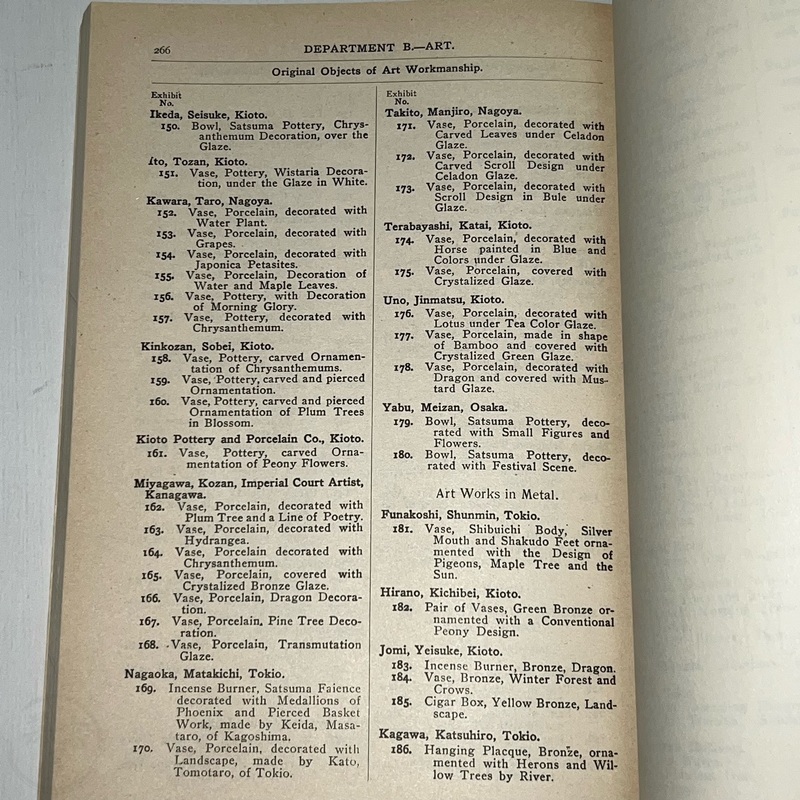 266
DEPARTMENT B.—ART.
Original Objects of Art Workmanship.
Exhibit
No.
Ikeda, Seisuke, Kioto.
150. Bowl, Satsuma Pottery, Chrys-
anthemum Decoration, over the
Glaze.
Ito, Tozan, Kioto.
151. Vase, Pottery, Wistaria Decora-
tion, under the Glaze in White.
Kawara, Taro, Nagoya.
152. Vase, Porcelain, decorated with
Water Plant.
153. Vase, Porcelain, decorated with
Grapes.
154. Vase, Porcelain, decorated with
Japonica Petasites.
155. Vase, Porcelain, Decoration of
Water and Maple Leaves.
156. Vase, Pottery, with Decoration
of Morning Glory.
157. Vase, Pottery, decorated with
Chrysanthemum.
Kinkozan, Sobei, Kioto.
158. Vase, Pottery, carved Ornamen-
tation of Chrysanthemums.
159. Vase, Pottery, carved and pierced
Ornamentation.
160. Vase, Pottery, carved and pierced
Ornamentation of Plum Trees
in Blossom.
Kioto Pottery and Porcelain Co., Kioto.
161. Vase, Pottery, carved Orna-
mentation of Peony Flowers.
Miyagawa, Kozan, Imperial Court Artist,
Kanagawa.
162. Vase, Porcelain, decorated with
Plum Tree and a Line of Poetry.
163. Vase, Porcelain, decorated with
Hydrangea.
164. Vase, Porcelain decorated with
Chrysanthemum.
165. Vase, Porcelain, covered with
Crystalized Bronze Glaze.
166. Vase, Porcelain, Dragon Decora-
tion.
167. Vase, Porcelain, Pine Tree Deco-
ration.
168. Vase, Porcelain, Transmutation
Glaze.
Nagaoka, Matakichi, Tokio.
169. Incense Burner, Satsuma Faience
decorated with Medallions of
Phoenix and Pierced Basket
Work, made by Keida, Masa-
taro, of Kagoshima.
170. Vase, Porcelain, decorated with
Landscape, made by Kato,
Tomotaro, of Tokio.
Exhibit
No.
Takito, Manjiro, Nagoya.
171. Vase, Porcelain, decorated with
Carved Leaves under Celadon
Glaze.
172. Vase, Porcelain, decorated with
Carved Scroll Design under
Celadon Glaze.
173. Vase, Porcelain, decorated with
Scroll Design in Bule under
Glaze.
Terabayashi, Katai, Kioto.
174. Vase, Porcelain, decorated with
Horse painted in Blue and
Colors under Glaze.
175. Vase, Porcelain, covered with
Crystalized Glaze.
Uno, Jinmatsu, Kioto.
176. Vase, Porcelain, decorated with
Lotus under Tea Color Glaze.
177. Vase, Porcelain, made in shape
of Bamboo and covered with
Crystalized Green Glaze.
178. Vase, Porcelain, decorated with
Dragon and covered with Mus-
tard Glaze.
Yabu, Meizan, Osaka.
179. Bowl, Satsuma Pottery, deco-
rated with Small Figures and
Flowers.
180. Bowl, Satsuma Pottery, deco-
rated with Festival Scene.
Art Works in Metal.
Funakoshi, Shunmin, Tokio.
181. Vase, Shibuichi Body, Silver
Mouth and Shakudo Feet orna-
mented with the Design of
Pigeons, Maple Tree and the
Sun.
Hirano, Kichibei, Kioto.
182. Pair of Vases, Green Bronze or-
namented with a Conventional
Peony Design.
Jomi, Yeisuke, Kioto.
183. Incense Burner, Bronze, Dragon.
184. Vase, Bronze, Winter Forest and
Crows.
185. Cigar Box, Yellow Bronze, Land-
scape.
Kagawa, Katsuhiro, Tokio.
186. Hanging Placque, Bronze, orna-
mented with Herons and Wil-
low Trees by River.